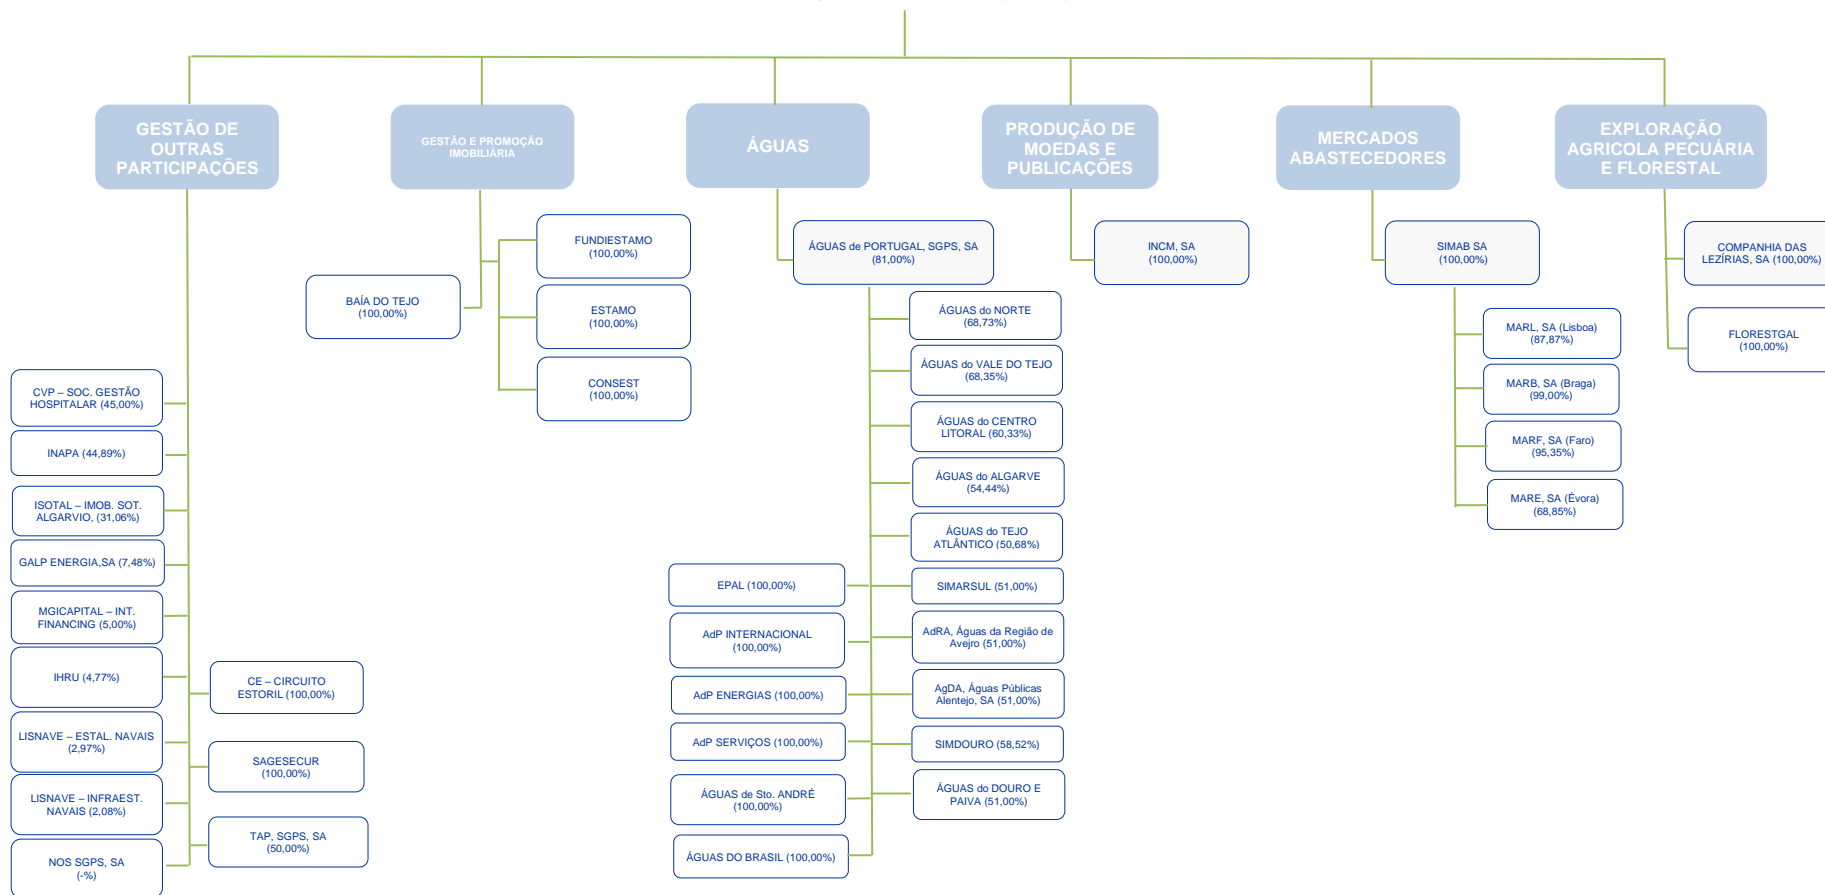 GESTÃO DE
OUTRAS
PARTICIPAÇÕES
GESTÃO E PROMOÇÃO
IMOBILIÁRIA
ÁGUAS
PRODUÇÃO DE
MOEDAS E
PUBLICAÇÕES
MERCADOS
ABASTECEDORES
EXPLORAÇÃO
AGRICOLA PECUÁRIA
E FLORESTAL
CVP – SOC. GESTÃO
HOSPITALAR (45,00%)
INAPA (44,89%)
ISOTAL – IMOB. SOT.
ALGARVIO, (31,06%)
GALP ENERGIA,SA (7,48%)
MGICAPITAL – INT.
FINANCING (5,00%)
IHRU (4,77%)
LISNAVE – ESTAL. NAVAIS
(2,97%)
LISNAVE – INFRAEST.
NAVAIS (2,08%)
NOS SGPS, SA
(-%)
CE – CIRCUITO
ESTORIL (100,00%)
SAGESECUR
(100,00%)
TAP, SGPS, SA
(50,00%)
BAÍA DO TEJO
(100,00%)
FUNDIESTAMO
(100,00%)
ESTAMO
(100,00%)
CONSEST
(100,00%)
ÁGUAS de PORTUGAL, SGPS, SA
(81,00%)
ÁGUAS do NORTE
(68,73%)
ÁGUAS do VALE DO TEJO
(68,35%)
ÁGUAS do CENTRO
LITORAL (60,33%)
ÁGUAS do ALGARVE
(54,44%)
ÁGUAS do TEJO
ATLÂNTICO (50,68%)
SIMARSUL (51,00%)
AdRA, Águas da Região de
Avejro (51,00%)
AgDA, Águas Públicas
Alentejo, SA (51,00%)
SIMDOURO (58,52%)
ÁGUAS do DOURO E
PAIVA (51,00%)
EPAL (100,00%)
AdP INTERNACIONAL
(100,00%)
AdP ENERGIAS (100,00%)
AdP SERVIÇOS (100,00%)
ÁGUAS de Sto. ANDRÉ
(100,00%)
ÁGUAS DO BRASIL (100,00%)
INCM, SA
(100,00%)
SIMAB SA
(100,00%)
MARL, SA (Lisboa)
(87,87%)
MARB, SA (Braga)
(99,00%)
MARF, SA (Faro)
(95,35%)
MARE, SA (Évora)
(68,85%)
COMPANHIA DAS
LEZÍRIAS, SA (100,00%)
FLORESTGAL
(100,00%)